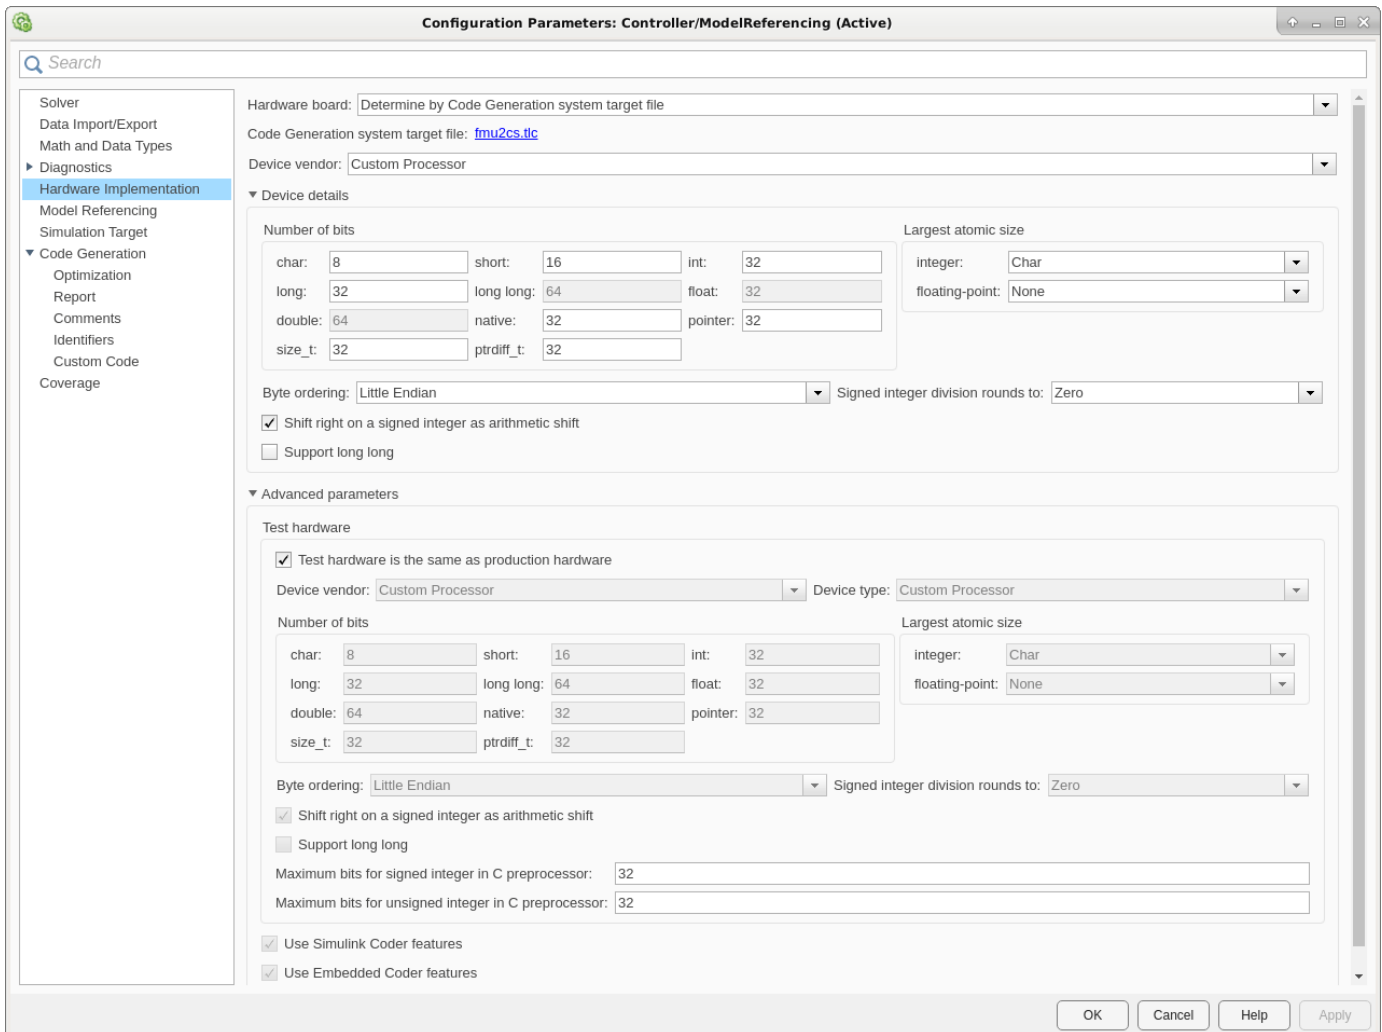 Configuration Parameters: Controller/ModelReferencing (Active)
Search
Solver
Data Import/Export
Math and Data Types
Diagnostics
Hardware Implementation
Model Referencing
Simulation Target
Code Generation
Optimization
Report
Comments
Identifiers
Custom Code
Coverage
Hardware board: Determine by Code Generation system target file
Code Generation system target file: fmu2cs.tlc
Device vendor: Custom Processor
Device details
Number of bits
char: 8 short: 16 int: 32
long: 32 long long: 64 float: 32
double: 64 native: 32 pointer: 32
size_t: 32 ptrdiff_t: 32
Largest atomic size
integer: Char
floating-point: None
Byte ordering: Little Endian Signed integer division rounds to: Zero
Shift right on a signed integer as arithmetic shift
Support long long
Advanced parameters
Test hardware
Test hardware is the same as production hardware
Device vendor: Custom Processor Device type: Custom Processor
Number of bits
char: 8 short: 16 int: 32
long: 32 long long: 64 float: 32
double: 64 native: 32 pointer: 32
size_t: 32 ptrdiff_t: 32
Largest atomic size
integer: Char
floating-point: None
Byte ordering: Little Endian Signed integer division rounds to: Zero
Shift right on a signed integer as arithmetic shift
Support long long
Maximum bits for signed integer in C preprocessor: 32
Maximum bits for unsigned integer in C preprocessor: 32
Use Simulink Coder features
Use Embedded Coder features
OK Cancel Help Apply